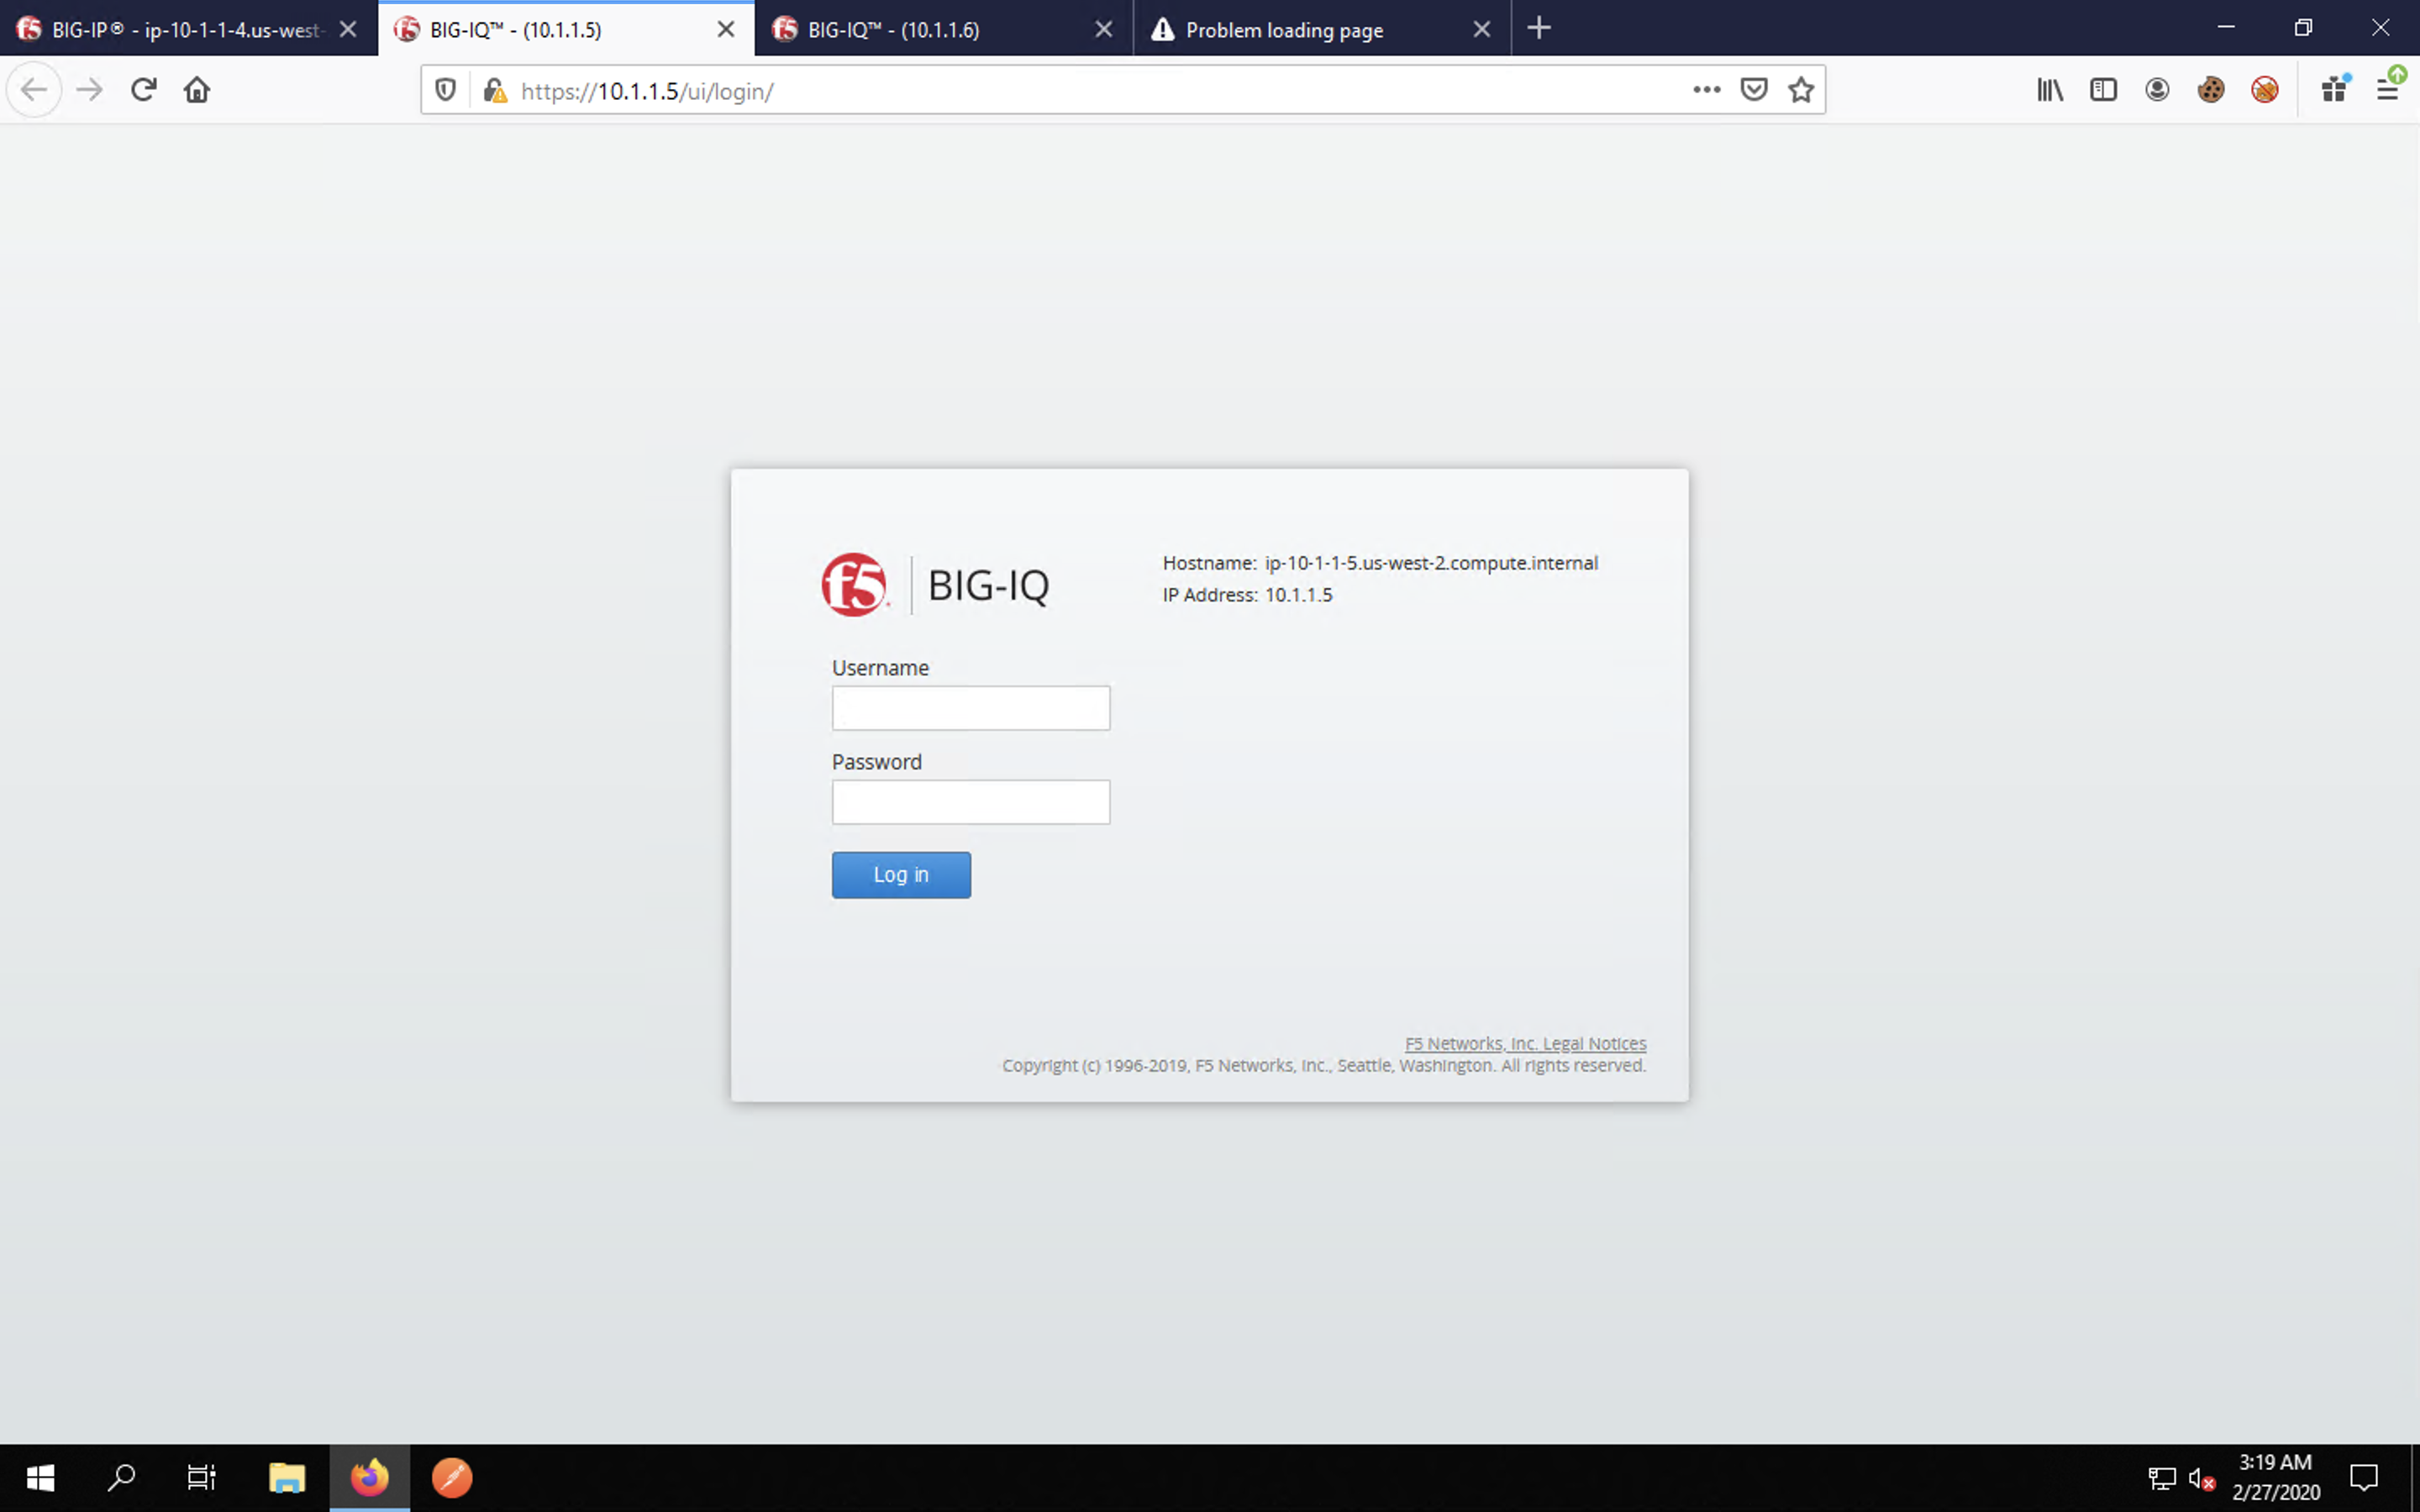 BIG-IP® - ip-10-1-1-4.us-west-
BIG-IQ™ - (10.1.1.5)
BIG-IQ™ - (10.1.1.6)
Problem loading page
https://10.1.1.5/ui/login/
f5
BIG-IQ
Hostname: ip-10-1-1-5.us-west-2.compute.internal
IP Address: 10.1.1.5
Username
Password
Log in
F5 Networks, Inc. Legal Notices
Copyright (c) 1996-2019, F5 Networks, Inc., Seattle, Washington. All rights reserved.
3:19 AM
2/27/2020